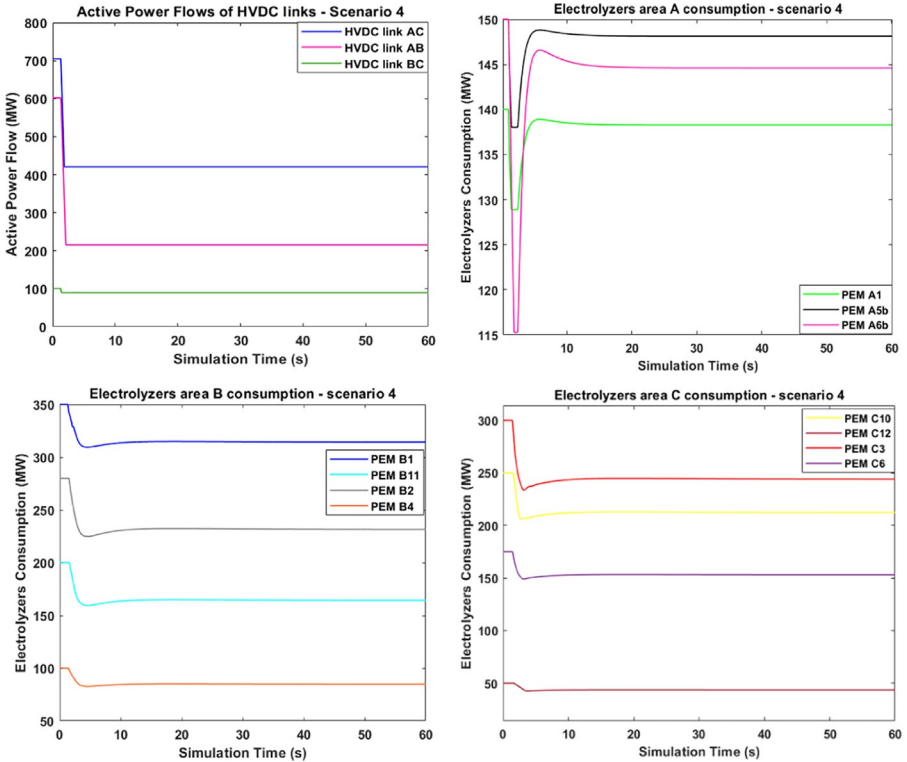 Active Power Flows of HVDC links - Scenario 4
Active Power Flow (MW)
800
700
600
500
400
300
200
100
0
HVDC link AC
HVDC link AB
HVDC link BC
0 10 20 30 40 50 60
Simulation Time (s)
Electrolyzers area A consumption - scenario 4
Electrolyzers Consumption (MW)
150
145
140
135
130
125
120
115
PEM A1
PEM A5b
PEM A6b
10 20 30 40 50 60
Simulation Time (s)
Electrolyzers area B consumption - scenario 4
Electrolyzers Consumption (MW)
350
300
250
200
150
100
50
PEM B1
PEM B11
PEM B2
PEM B4
0 10 20 30 40 50 60
Simulation Time (s)
Electrolyzers area C consumption - scenario 4
Electrolyzers Consumption (MW)
300
250
200
150
100
50
PEM C10
PEM C12
PEM C3
PEM C6
0 10 20 30 40 50 60
Simulation Time (s)